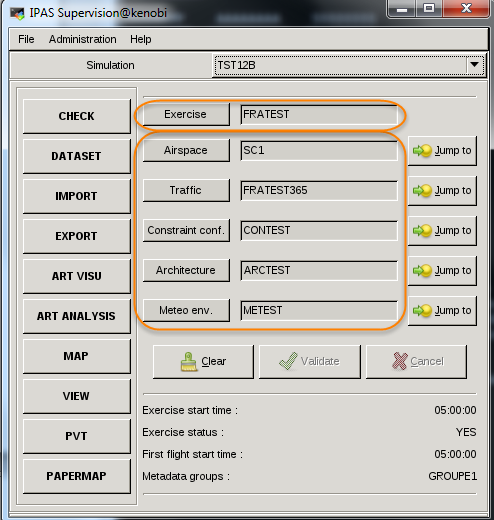 IPAS Supervision@kenobi
File Administration Help
Simulation TST12B
CHECK
DATASET
IMPORT
EXPORT
ART VISU
ART ANALYSIS
MAP
VIEW
PVT
PAPERMAP
Exercise FRATEST
Airspace SC1 Jump to
Traffic FRATEST365 Jump to
Constraint conf. CONTEST Jump to
Architecture ARCTEST Jump to
Meteo env. METEST Jump to
Clear Validate Cancel
Exercise start time : 05:00:00
Exercise status : YES
First flight start time : 05:00:00
Metadata groups : GROUPE1